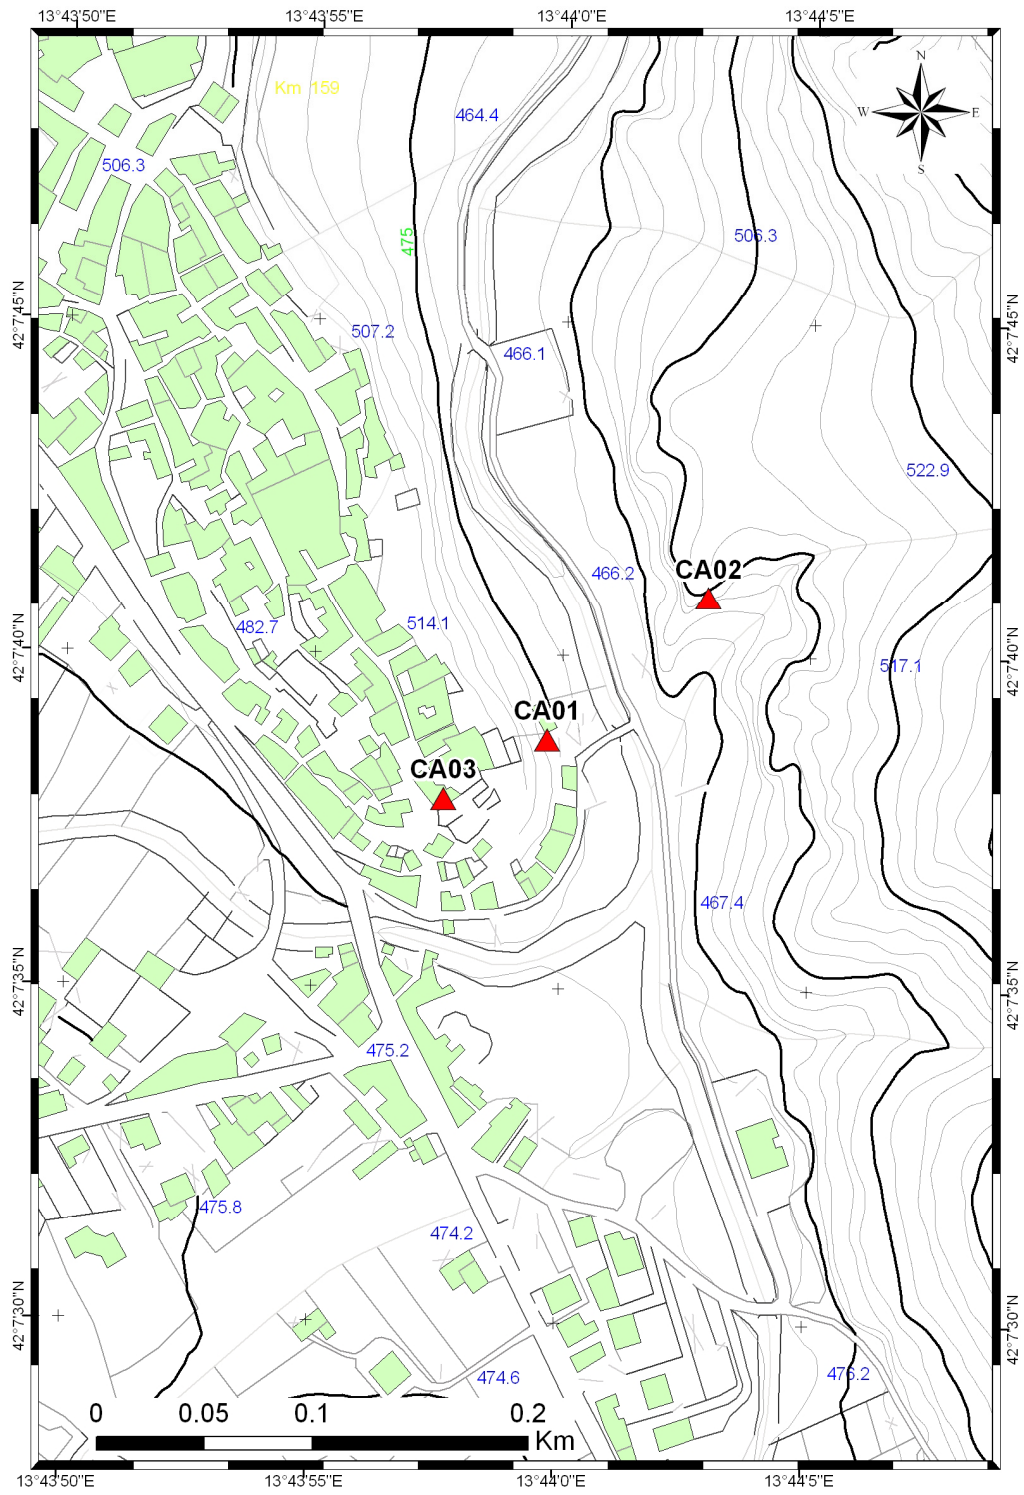 13°43'50"E 13°43'55"E 13°44'0"E 13°44'5"E
N
W E
S
Km 159
464.4
506.3
506.3
475
42°7'45"N 42°7'45"N
507.2
466.1
522.9
466.2
CA02
514.1
482.7
42°7'40"N 42°7'40"N
517.1
CA01
CA03
467.4
42°7'35"N 42°7'35"N
475.2
475.8
474.2
42°7'30"N 42°7'30"N
474.6
476.2
0 0.05 0.1 0.2
Km
13°43'50"E 13°43'55"E 13°44'0"E 13°44'5"E